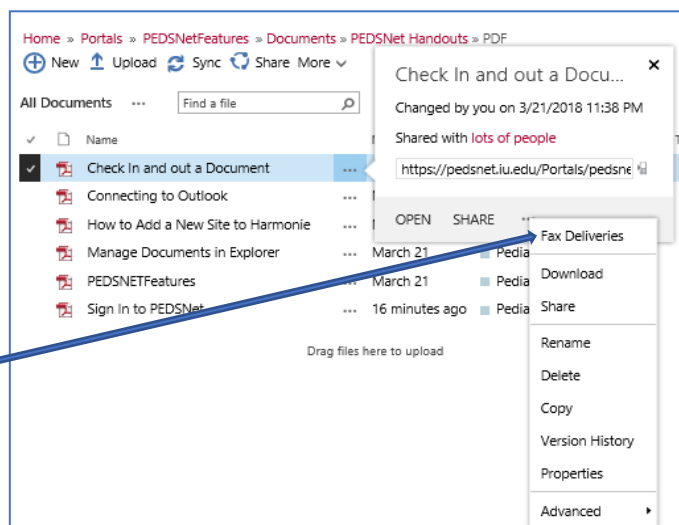 Home » Portals » PEDSNetFeatures » Documents » PEDSNet Handouts » PDF
New Upload Sync Share More
All Documents ... Find a file
Name
Check In and out a Document ...
Connecting to Outlook ...
How to Add a New Site to Harmonie ...
Manage Documents in Explorer ... March 21 Pedia
PEDSNETFeatures ... March 21 Pedia
Sign In to PEDSNet ... 16 minutes ago Pedia
Drag files here to upload
Check In and out a Docu... ×
Changed by you on 3/21/2018 11:38 PM
Shared with lots of people
https://pedsnet.iu.edu/Portals/pedsne
OPEN SHARE ...
Fax Deliveries
Download
Share
Rename
Delete
Copy
Version History
Properties
Advanced